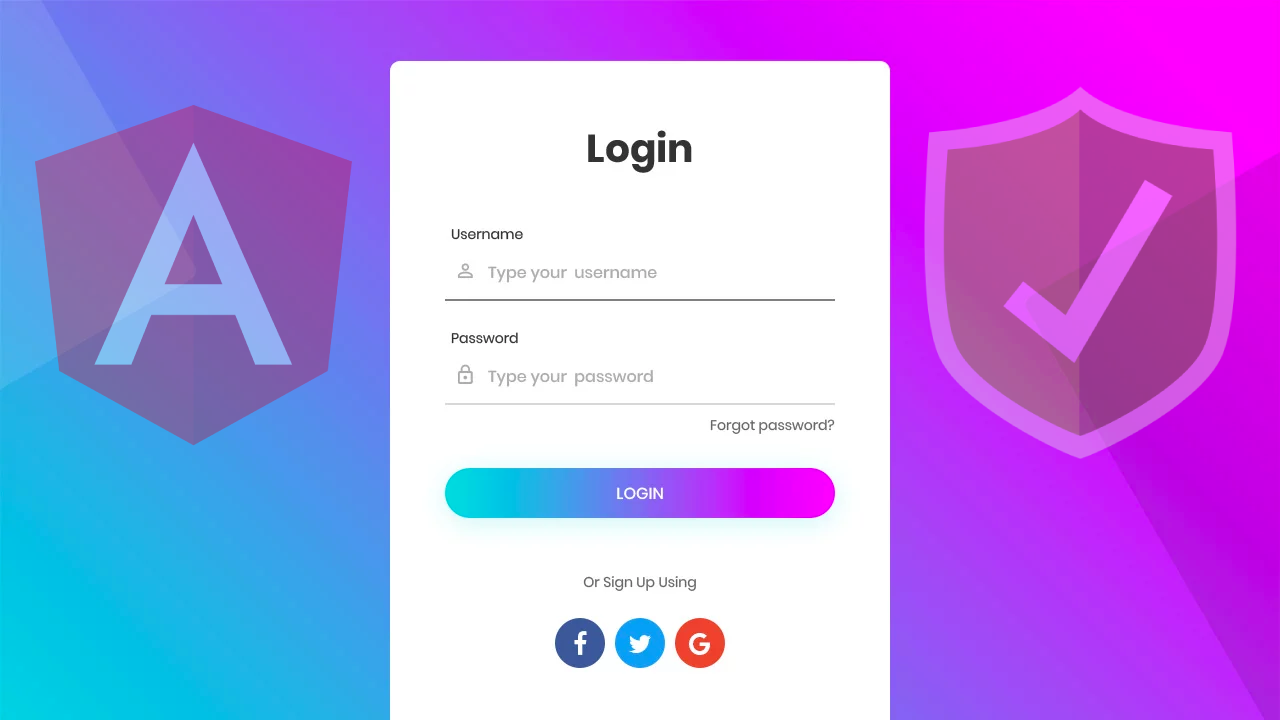 Login
Username
Type your  username
Password
Type your  password
Forgot password?
LOGIN
Or Sign Up Using